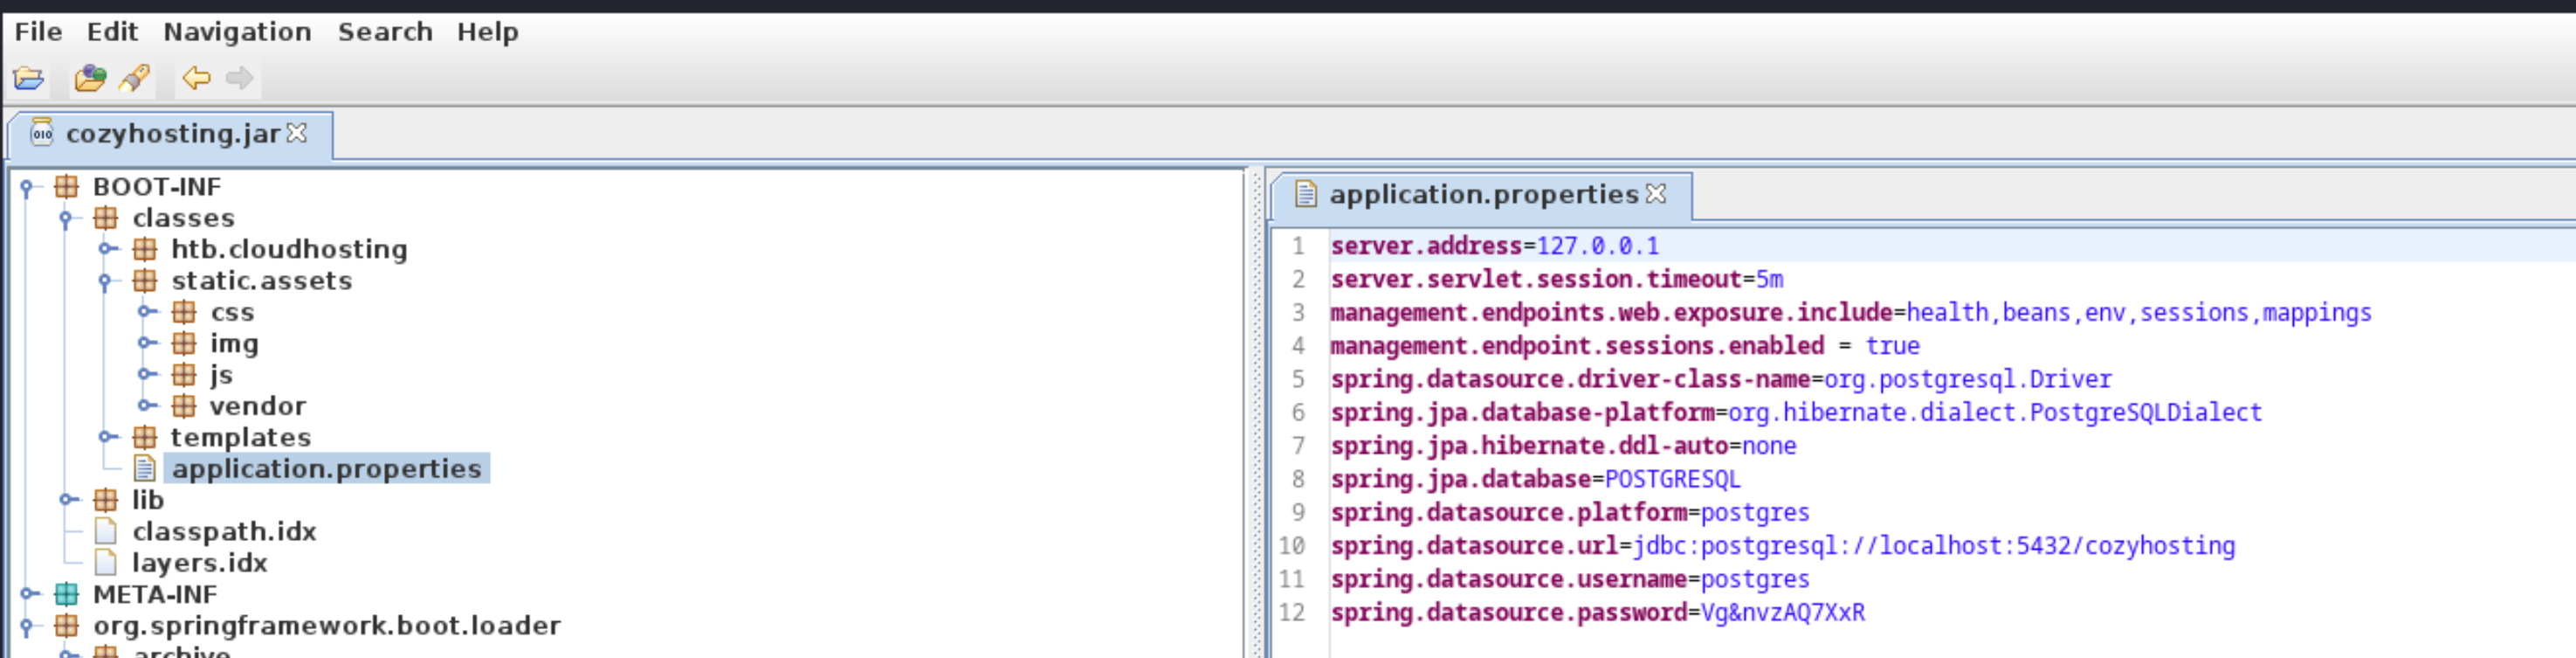 File Edit Navigation Search Help
cozyhosting.jar
BOOT-INF
classes
htb.cloudhosting
static.assets
css
img
js
vendor
templates
application.properties
lib
classpath.idx
layers.idx
META-INF
org.springframework.boot.loader
archive
application.properties
1 server.address=127.0.0.1
2 server.servlet.session.timeout=5m
3 management.endpoints.web.exposure.include=health,beans,env,sessions,mappings
4 management.endpoint.sessions.enabled = true
5 spring.datasource.driver-class-name=org.postgresql.Driver
6 spring.jpa.database-platform=org.hibernate.dialect.PostgreSQLDialect
7 spring.jpa.hibernate.ddl-auto=none
8 spring.jpa.database=POSTGRESQL
9 spring.datasource.platform=postgres
10 spring.datasource.url=jdbc:postgresql://localhost:5432/cozyhosting
11 spring.datasource.username=postgres
12 spring.datasource.password=Vg&nvzAQ7XxR